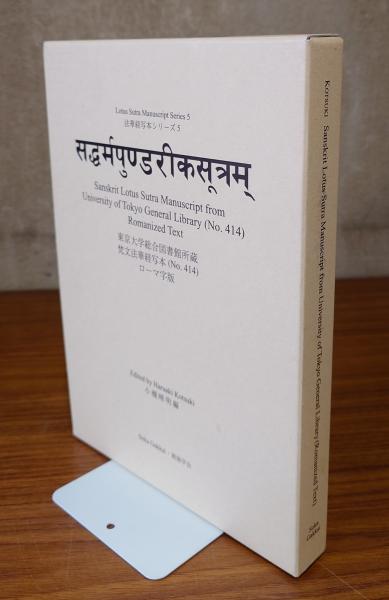 Lotus Sutra Manuscript Series 5
法華経写本シリーズ 5
सद्धर्मपुण्डरीकसूत्रम्
Sanskrit Lotus Sutra Manuscript from
University of Tokyo General Library (No. 414)
Romanized Text
東京大学総合図書館所蔵
梵文法華経写本 (No. 414)
ローマ字版
Edited by Haruaki Kotsuki
小槻晴明 編
Soka Gakkai · 創価学会
KOTSUKI Sanskrit Lotus Sutra Manuscript from University of Tokyo General Library (Romanized Text)
Soka
Gakkai